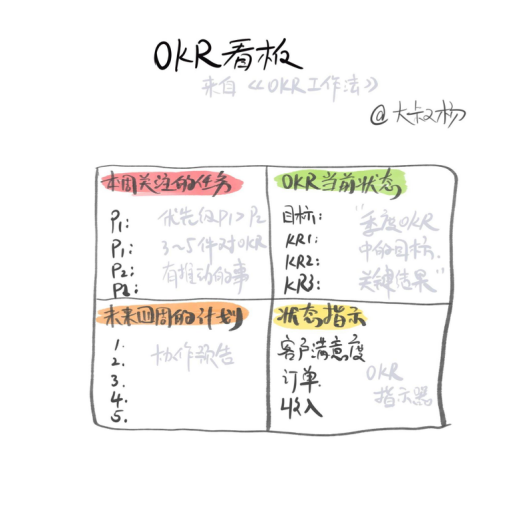 OKR看板
来自《OKR工作法》
@大叔杨
本周关注的任务
P1:
P1:
P2:
P2:
优先级P1>P2
3~5件对OKR
有推动的事
OKR当前状态
目标:
KR1:
KR2:
KR3:
"季度OKR
中的目标.
关键结果"
未来四周的计划
1.
2.
3.
4.
5.
协作预告
状态指示
客户满意度
订单
收入
OKR
指示器